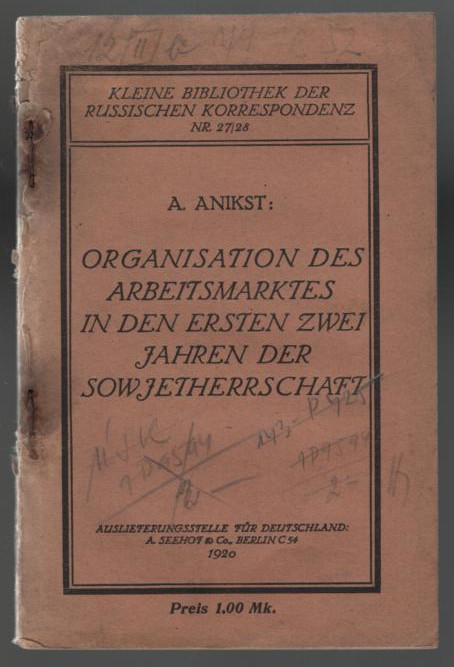 KLEINE BIBLIOTHEK DER
RUSSISCHEN KORRESPONDENZ
NR. 27/28
A. ANIKST:
ORGANISATION DES
ARBEITSMARKTES
IN DEN ERSTEN ZWEI
JAHREN DER
SOWJETHERRSCHAFT
AUSLIEFERUNGSSTELLE FÜR DEUTSCHLAND:
A. SEEHOF & Co., BERLIN C 54
1920
Preis 1.00 Mk.